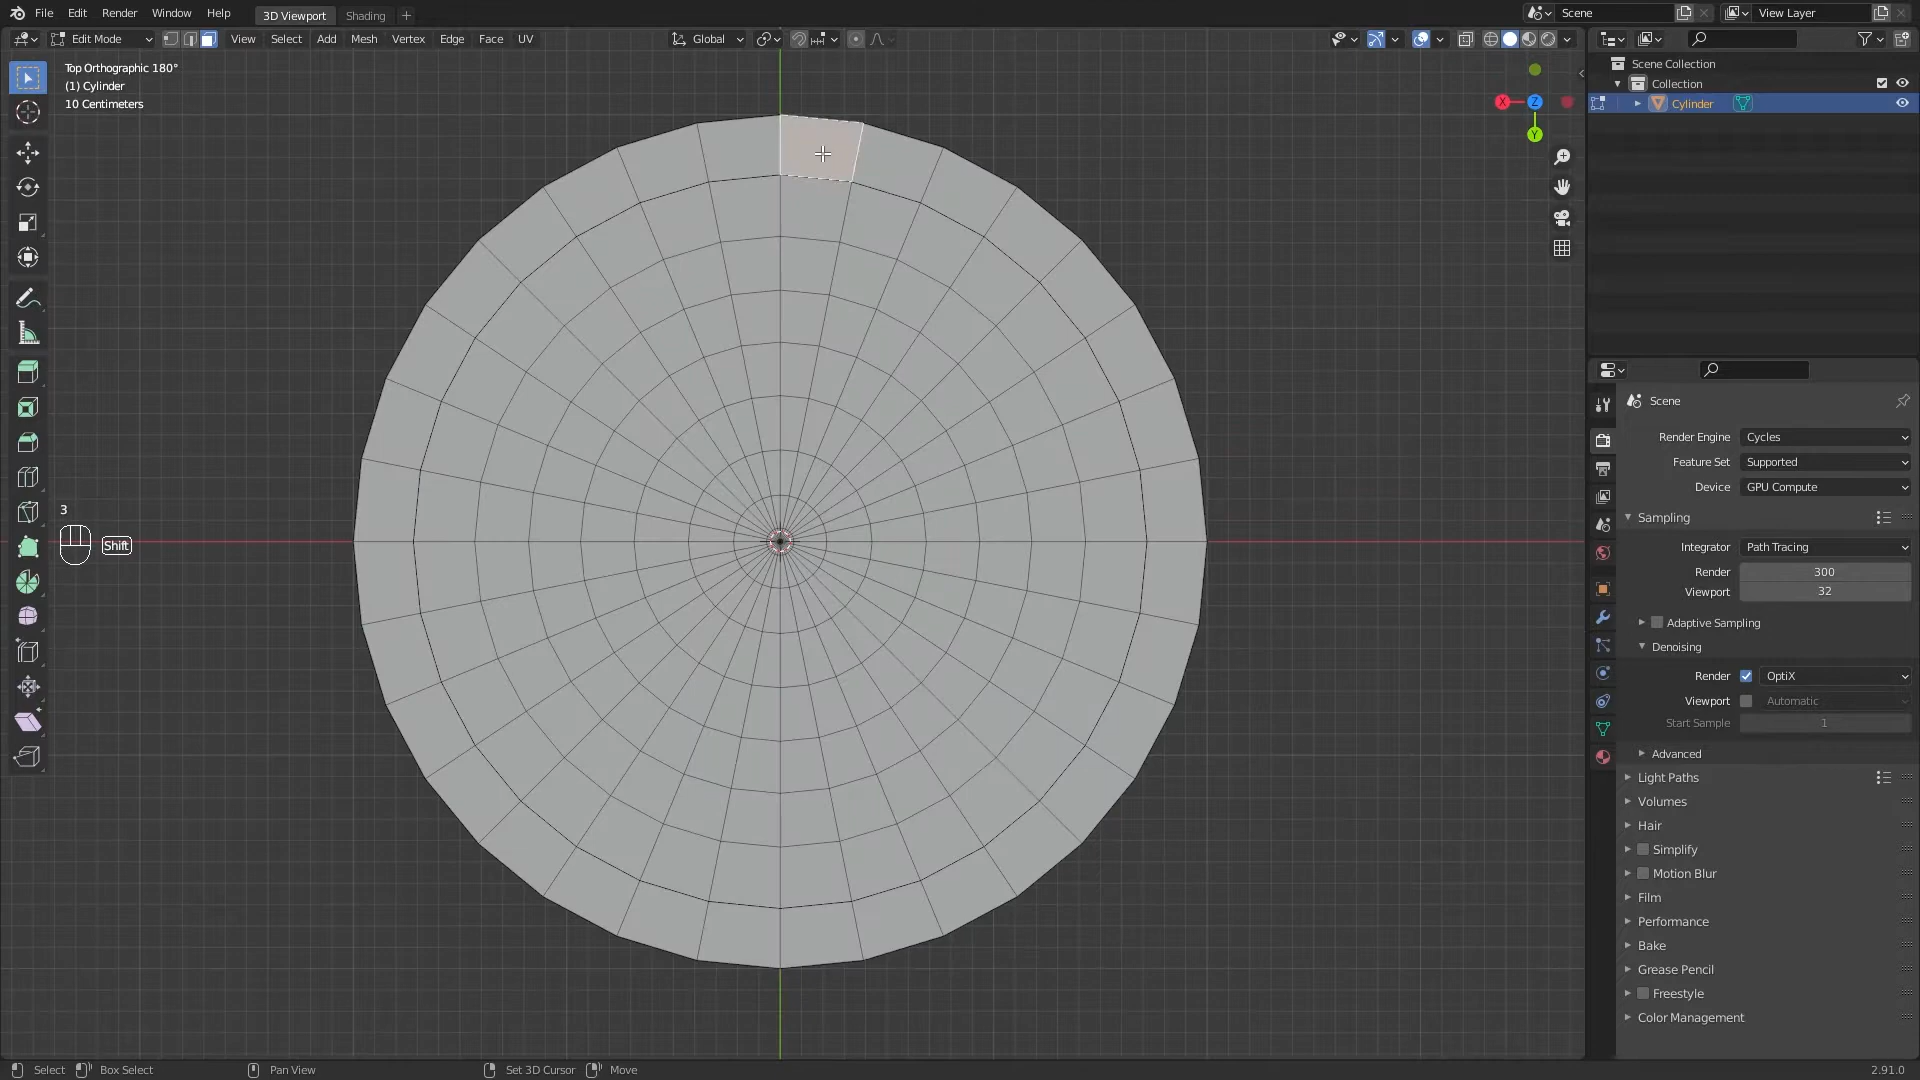 File Edit Render Window Help 3D Viewport Shading + Scene View Layer
Edit Mode View Select Add Mesh Vertex Edge Face UV Global
Top Orthographic 180°
(1) Cylinder
10 Centimeters
X Z
Y
3
Shift
Scene Collection
Collection
Cylinder
Scene
Render Engine Cycles
Feature Set Supported
Device GPU Compute
Sampling
Integrator Path Tracing
Render 300
Viewport 32
Adaptive Sampling
Denoising
Render OptiX
Viewport Automatic
Start Sample 1
Advanced
Light Paths
Volumes
Hair
Simplify
Motion Blur
Film
Performance
Bake
Grease Pencil
Freestyle
Color Management
Select Box Select Pan View Set 3D Cursor Move 2.91.0